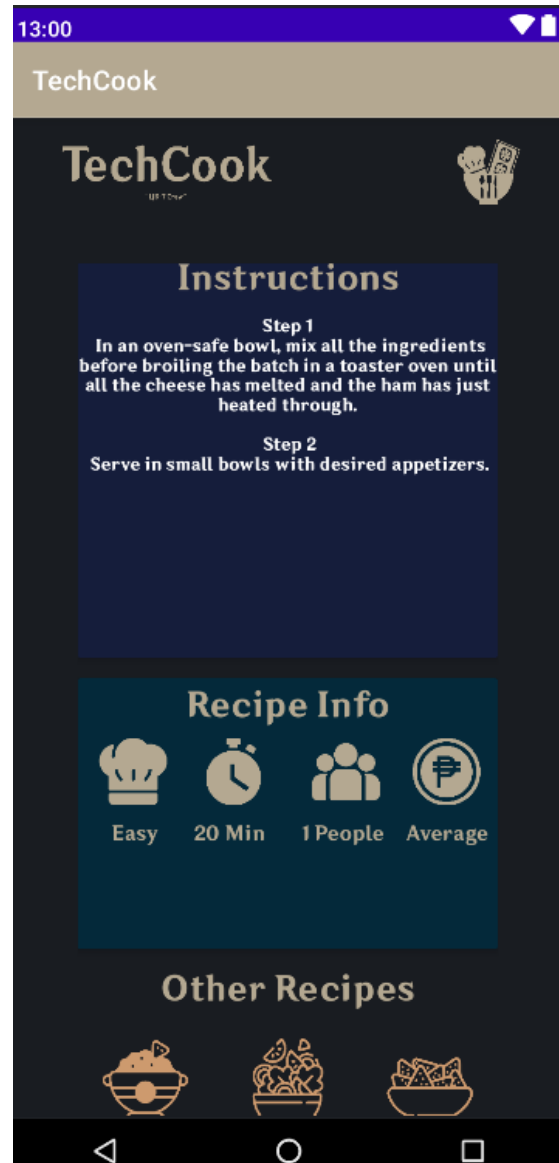 13:00
TechCook
TechCook
Instructions
Step 1
In an oven-safe bowl, mix all the ingredients
before broiling the batch in a toaster oven until
all the cheese has melted and the ham has just
heated through.
Step 2
Serve in small bowls with desired appetizers.
Recipe Info
Easy 20 Min 1 People Average
Other Recipes